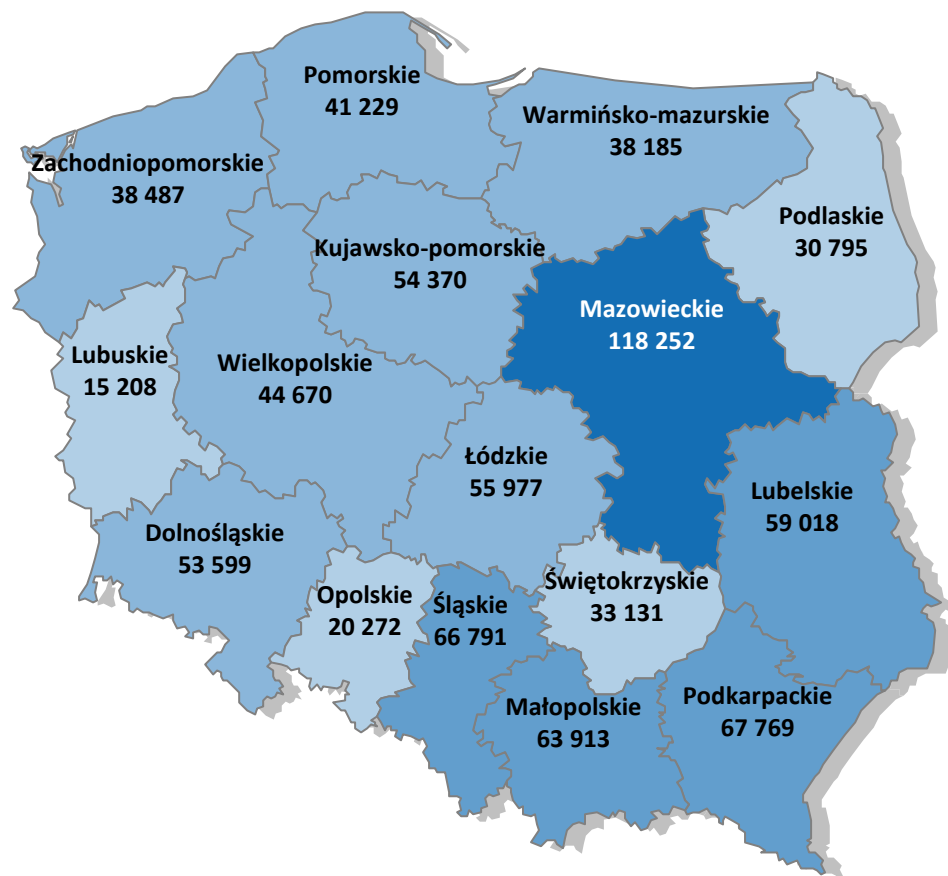 Pomorskie
41 229
Warmińsko-mazurskie
38 185
Zachodniopomorskie
38 487
Podlaskie
30 795
Kujawsko-pomorskie
54 370
Mazowieckie
118 252
Lubuskie
15 208
Wielkopolskie
44 670
Łódzkie
55 977
Lubelskie
59 018
Dolnośląskie
53 599
Opolskie
20 272
Śląskie
66 791
Świętokrzyskie
33 131
Małopolskie
63 913
Podkarpackie
67 769